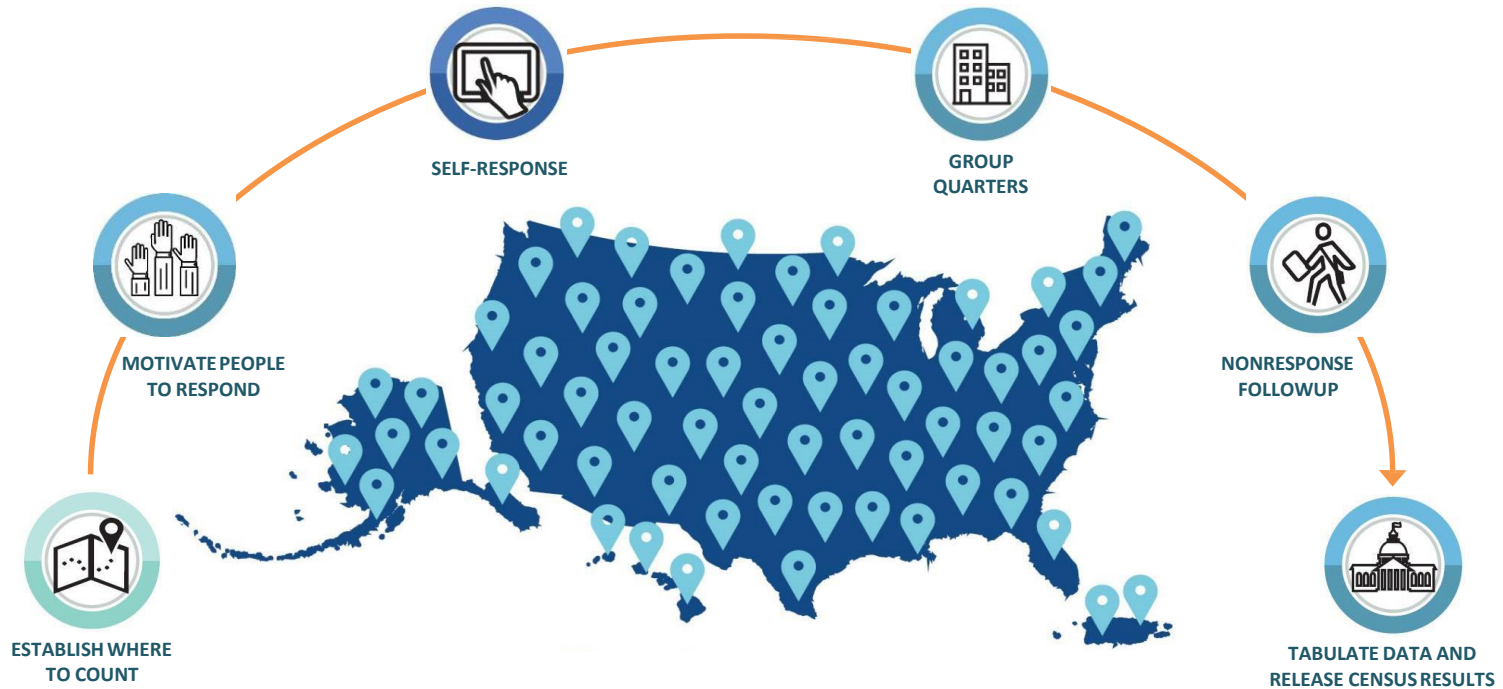 ESTABLISH WHERE
TO COUNT
MOTIVATE PEOPLE
TO RESPOND
SELF-RESPONSE
GROUP
QUARTERS
NONRESPONSE
FOLLOWUP
TABULATE DATA AND
RELEASE CENSUS RESULTS